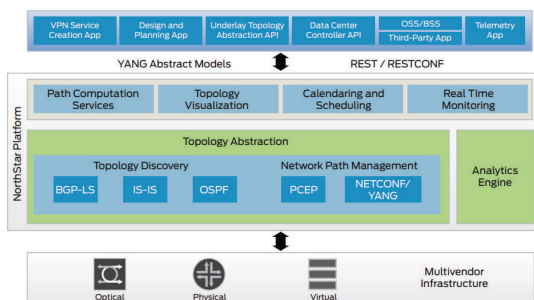 VPN Service
Creation App
Design and
Planning App
Underlay Topology
Abstraction API
Data Center
Controller API
OSS/BSS
Third-Party App
Telemetry
App
YANG Abstract Models
REST / RESTCONF
NorthStar Platform
Path Computation
Services
Topology
Visualization
Calendaring and
Scheduling
Real TIme
Monitoring
Topology Abstraction
Topology Discovery
Network Path Management
BGP-LS
IS-IS
OSPF
PCEP
NETCONF/
YANG
Analytics
Engine
Optical
Physical
Virtual
Multivendor
Infrastructure